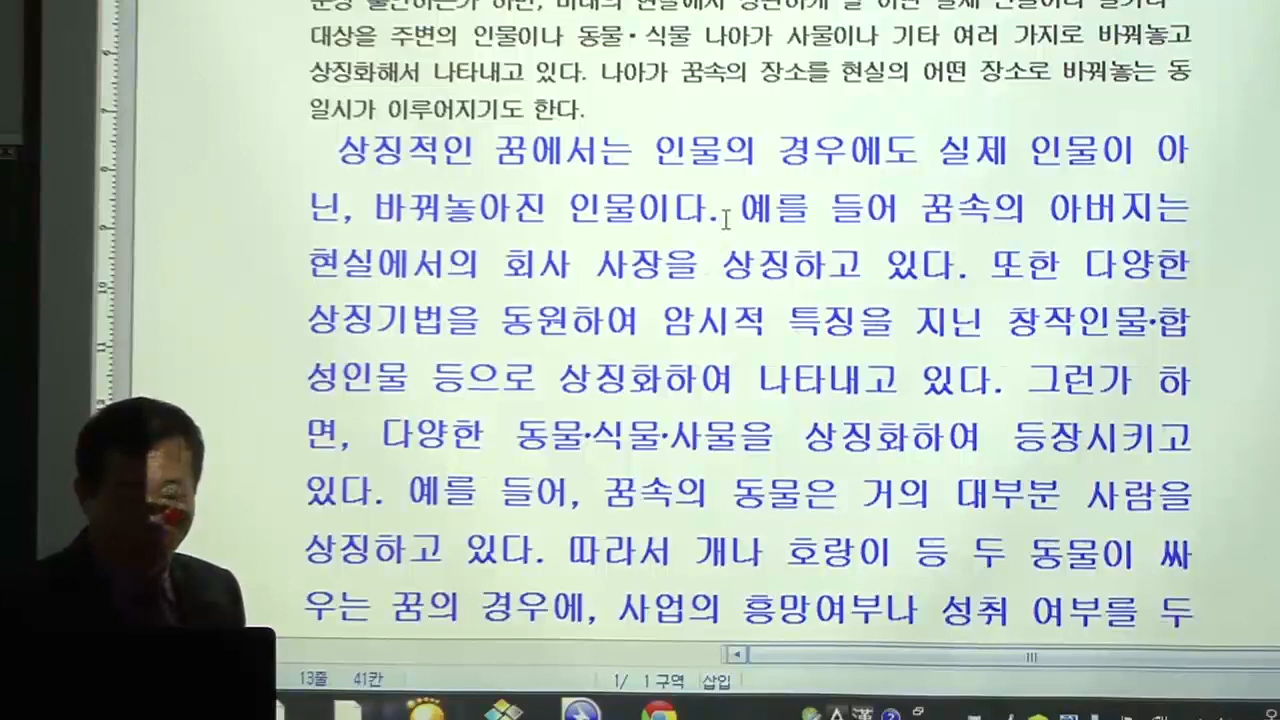 대상을 주변의 인물이나 동물·식물 나아가 사물이나 기타 여러 가지로 바꿔놓고
상징화해서 나타내고 있다. 나아가 꿈속의 장소를 현실의 어떤 장소로 바꿔놓는 동
일시가 이루어지기도 한다.
상징적인 꿈에서는 인물의 경우에도 실제 인물이 아
닌, 바꿔놓아진 인물이다. 예를 들어 꿈속의 아버지는
현실에서의 회사 사장을 상징하고 있다. 또한 다양한
상징기법을 동원하여 암시적 특징을 지닌 창작인물·합
성인물 등으로 상징화하여 나타내고 있다. 그런가 하
면, 다양한 동물·식물·사물을 상징화하여 등장시키고
있다. 예를 들어, 꿈속의 동물은 거의 대부분 사람을
상징하고 있다. 따라서 개나 호랑이 등 두 동물이 싸
우는 꿈의 경우에, 사업의 흥망여부나 성취 여부를 두
13줄 41칸 1/ 1 구역 삽입
A 漢